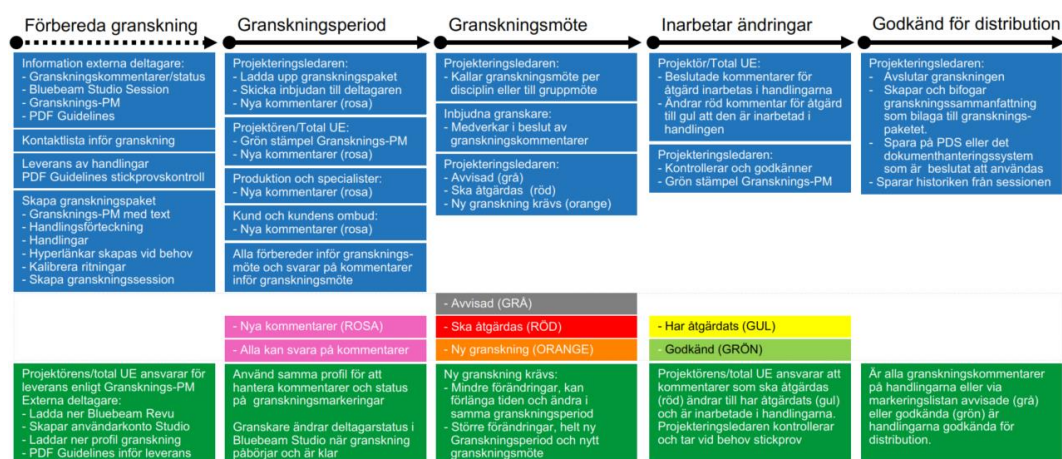 Förbereda granskning
Granskningsperiod
Granskningsmöte
Inarbetar ändringar
Godkänd för distribution
Information externa deltagare:
- Granskningskommentarer/status
- Bluebeam Studio Session
- Gransknings-PM
- PDF Guidelines
Kontaktlista inför granskning
Leverans av handlingar
PDF Guidelines stickprovskontroll
Skapa granskningspaket
- Gransknings-PM med text
- Handlingsförteckning
- Handlingar
- Hyperlänkar skapas vid behov
- Kalibrera ritningar
- Skapa granskningssession
Projekteringsledaren:
- Ladda upp granskningspaket
- Skicka inbjudan till deltagaren
- Nya kommentarer (rosa)
Projektören/Total UE:
- Grön stämpel Gransknings-PM
- Nya kommentarer (rosa)
Produktion och specialister:
- Nya kommentarer (rosa)
Kund och kundens ombud:
- Nya kommentarer (rosa)
Alla förbereder inför gransknings-
möte och svarar på kommentarer
inför granskningsmöte
Projekteringsledaren:
- Kallar granskningsmöte per
disciplin eller till gruppmöte
Inbjudna granskare:
- Medverkar i beslut av
granskningskommentarer
Projekteringsledaren:
- Avvisad (grå)
- Ska åtgärdas (röd)
- Ny granskning krävs (orange)
Projektör/Total UE:
- Beslutade kommentarer för
åtgärd inarbetas i handlingarna
- Ändrar röd kommentar för åtgärd
till gul att den är inarbetad i
handlingen
Projekteringsledaren:
- Kontrollerar och godkänner
- Grön stämpel Gransknings-PM
Projekteringsledaren:
- Avslutar granskningen
- Skapar och bifogar
granskningssammanfattning
som bilaga till gransknings-
paketet.
- Spara på PDS eller det
dokumenthanteringssystem
som är beslutat att användas
- Sparar historiken från sessionen
- Nya kommentarer (ROSA)
- Alla kan svara på kommentarer
- Avvisad (GRÅ)
- Ska åtgärdas (RÖD)
- Ny granskning (ORANGE)
- Har åtgärdats (GUL)
- Godkänd (GRÖN)
Projektörens/total UE ansvarar för
leverans enligt Gransknings-PM
Externa deltagare:
- Ladda ner Bluebeam Revu
- Skapar användarkonto Studio
- Laddar ner profil granskning
- PDF Guidelines inför leverans
Använd samma profil för att
hantera kommentarer och status
på granskningsmarkeringar
Granskare ändrar deltagarstatus i
Bluebeam Studio när granskning
påbörjar och är klar
Ny granskning krävs:
- Mindre förändringar, kan
förlänga tiden och ändra i
samma granskningsperiod
- Större förändringar, helt ny
Granskningsperiod och nytt
granskningsmöte
Projektörens/total UE ansvarar att
kommentarer som ska åtgärdas
(röd) ändrar till har åtgärdats (gul)
och är inarbetade i handlingarna.
Projekteringsledaren kontrollerar
och tar vid behov stickprov
Är alla granskningskommentarer
på handlingarna eller via
markeringslistan avvisade (grå)
eller godkända (grön) är
handlingarna godkända för
distribution.